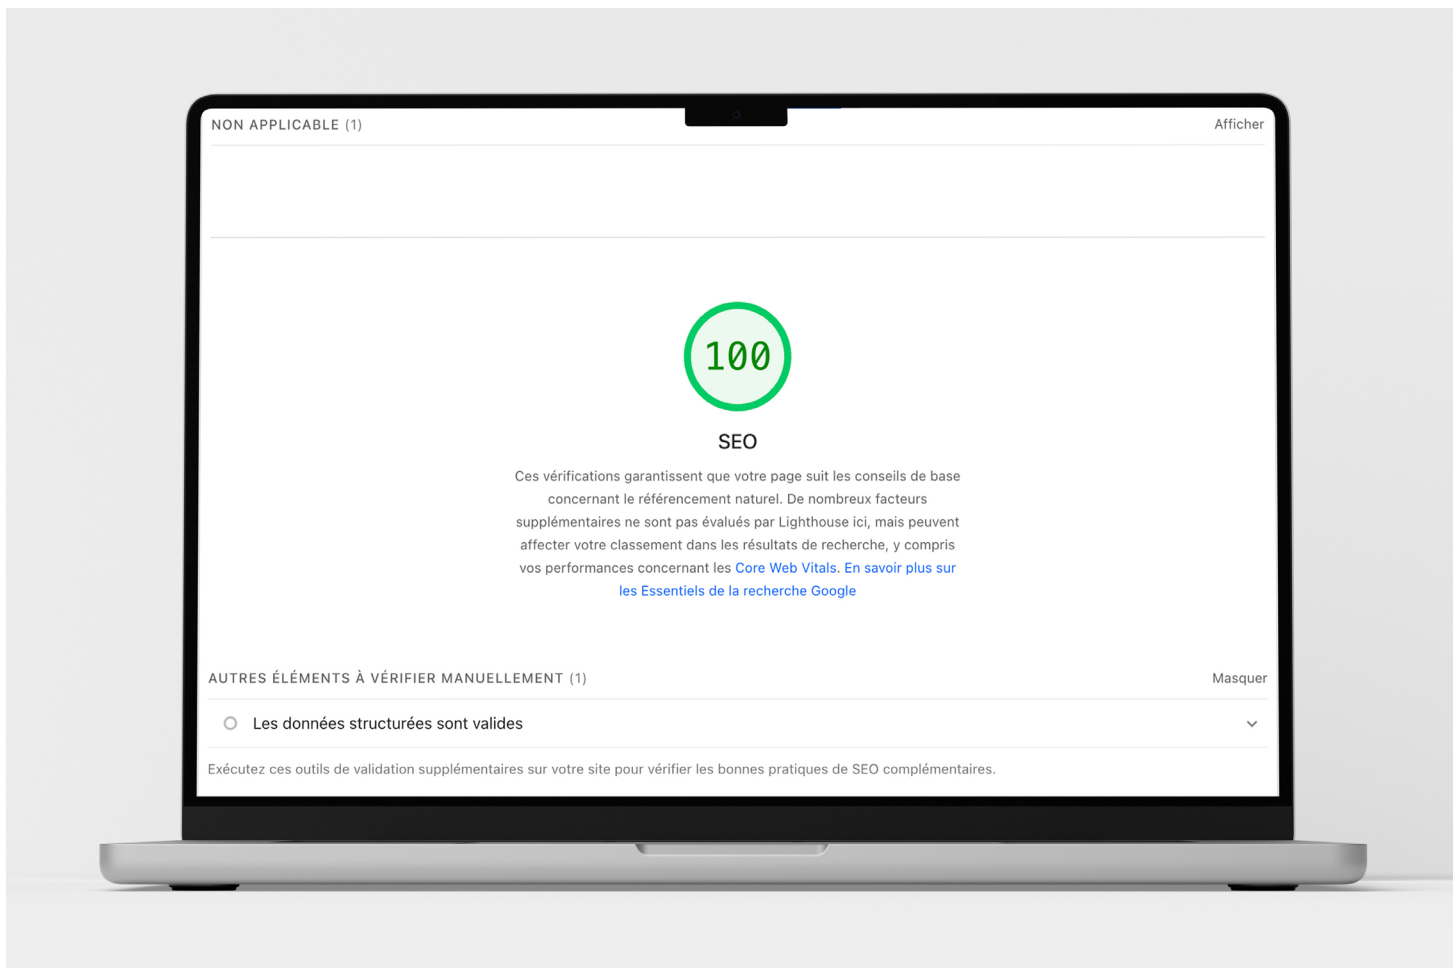 NON APPLICABLE (1)
Afficher
100
SEO
Ces vérifications garantissent que votre page suit les conseils de base
concernant le référencement naturel. De nombreux facteurs
supplémentaires ne sont pas évalués par Lighthouse ici, mais peuvent
affecter votre classement dans les résultats de recherche, y compris
vos performances concernant les Core Web Vitals. En savoir plus sur
les Essentiels de la recherche Google
AUTRES ÉLÉMENTS À VÉRIFIER MANUELLEMENT (1)
Masquer
Les données structurées sont valides
Exécutez ces outils de validation supplémentaires sur votre site pour vérifier les bonnes pratiques de SEO complémentaires.